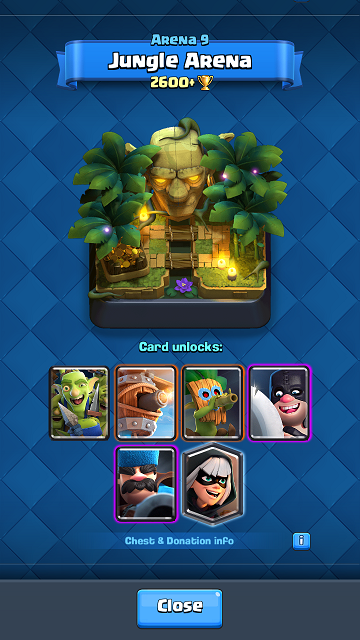 Arena 9
Jungle Arena
2600+
Card unlocks:
Chest & Donation info
i
Close